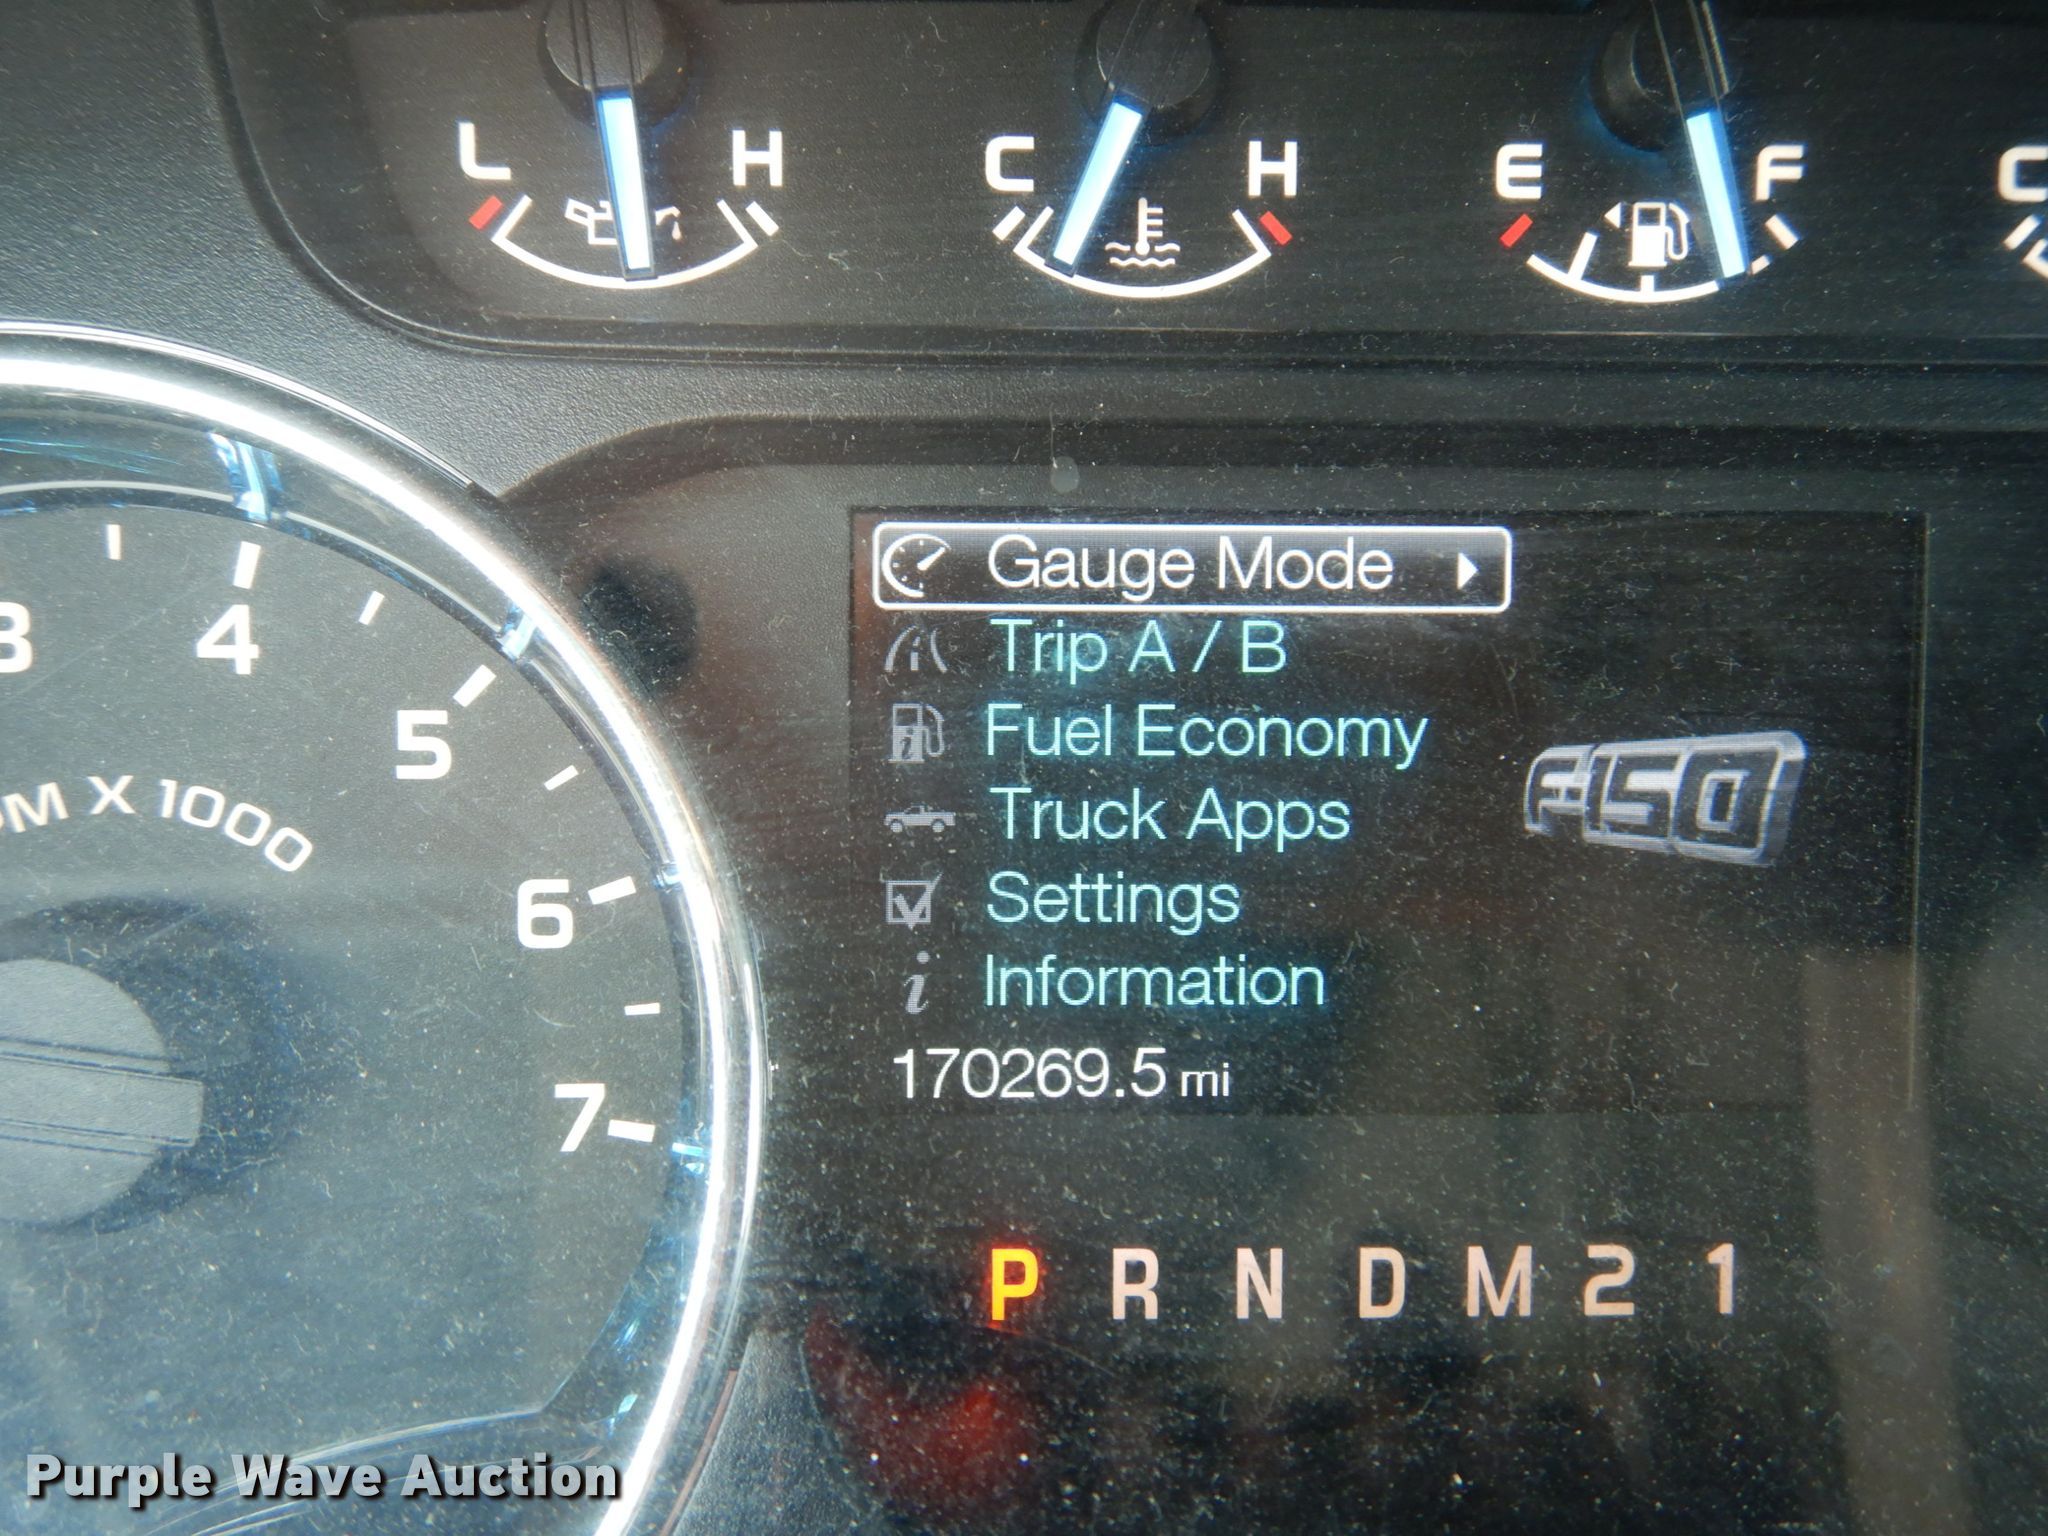 L H C H E F C
3 4 5 6 7
X 1000
Gauge Mode
Trip A / B
Fuel Economy
Truck Apps
Settings
Information
F-150
170269.5 mi
P R N D M 2 1
Purple Wave Auction